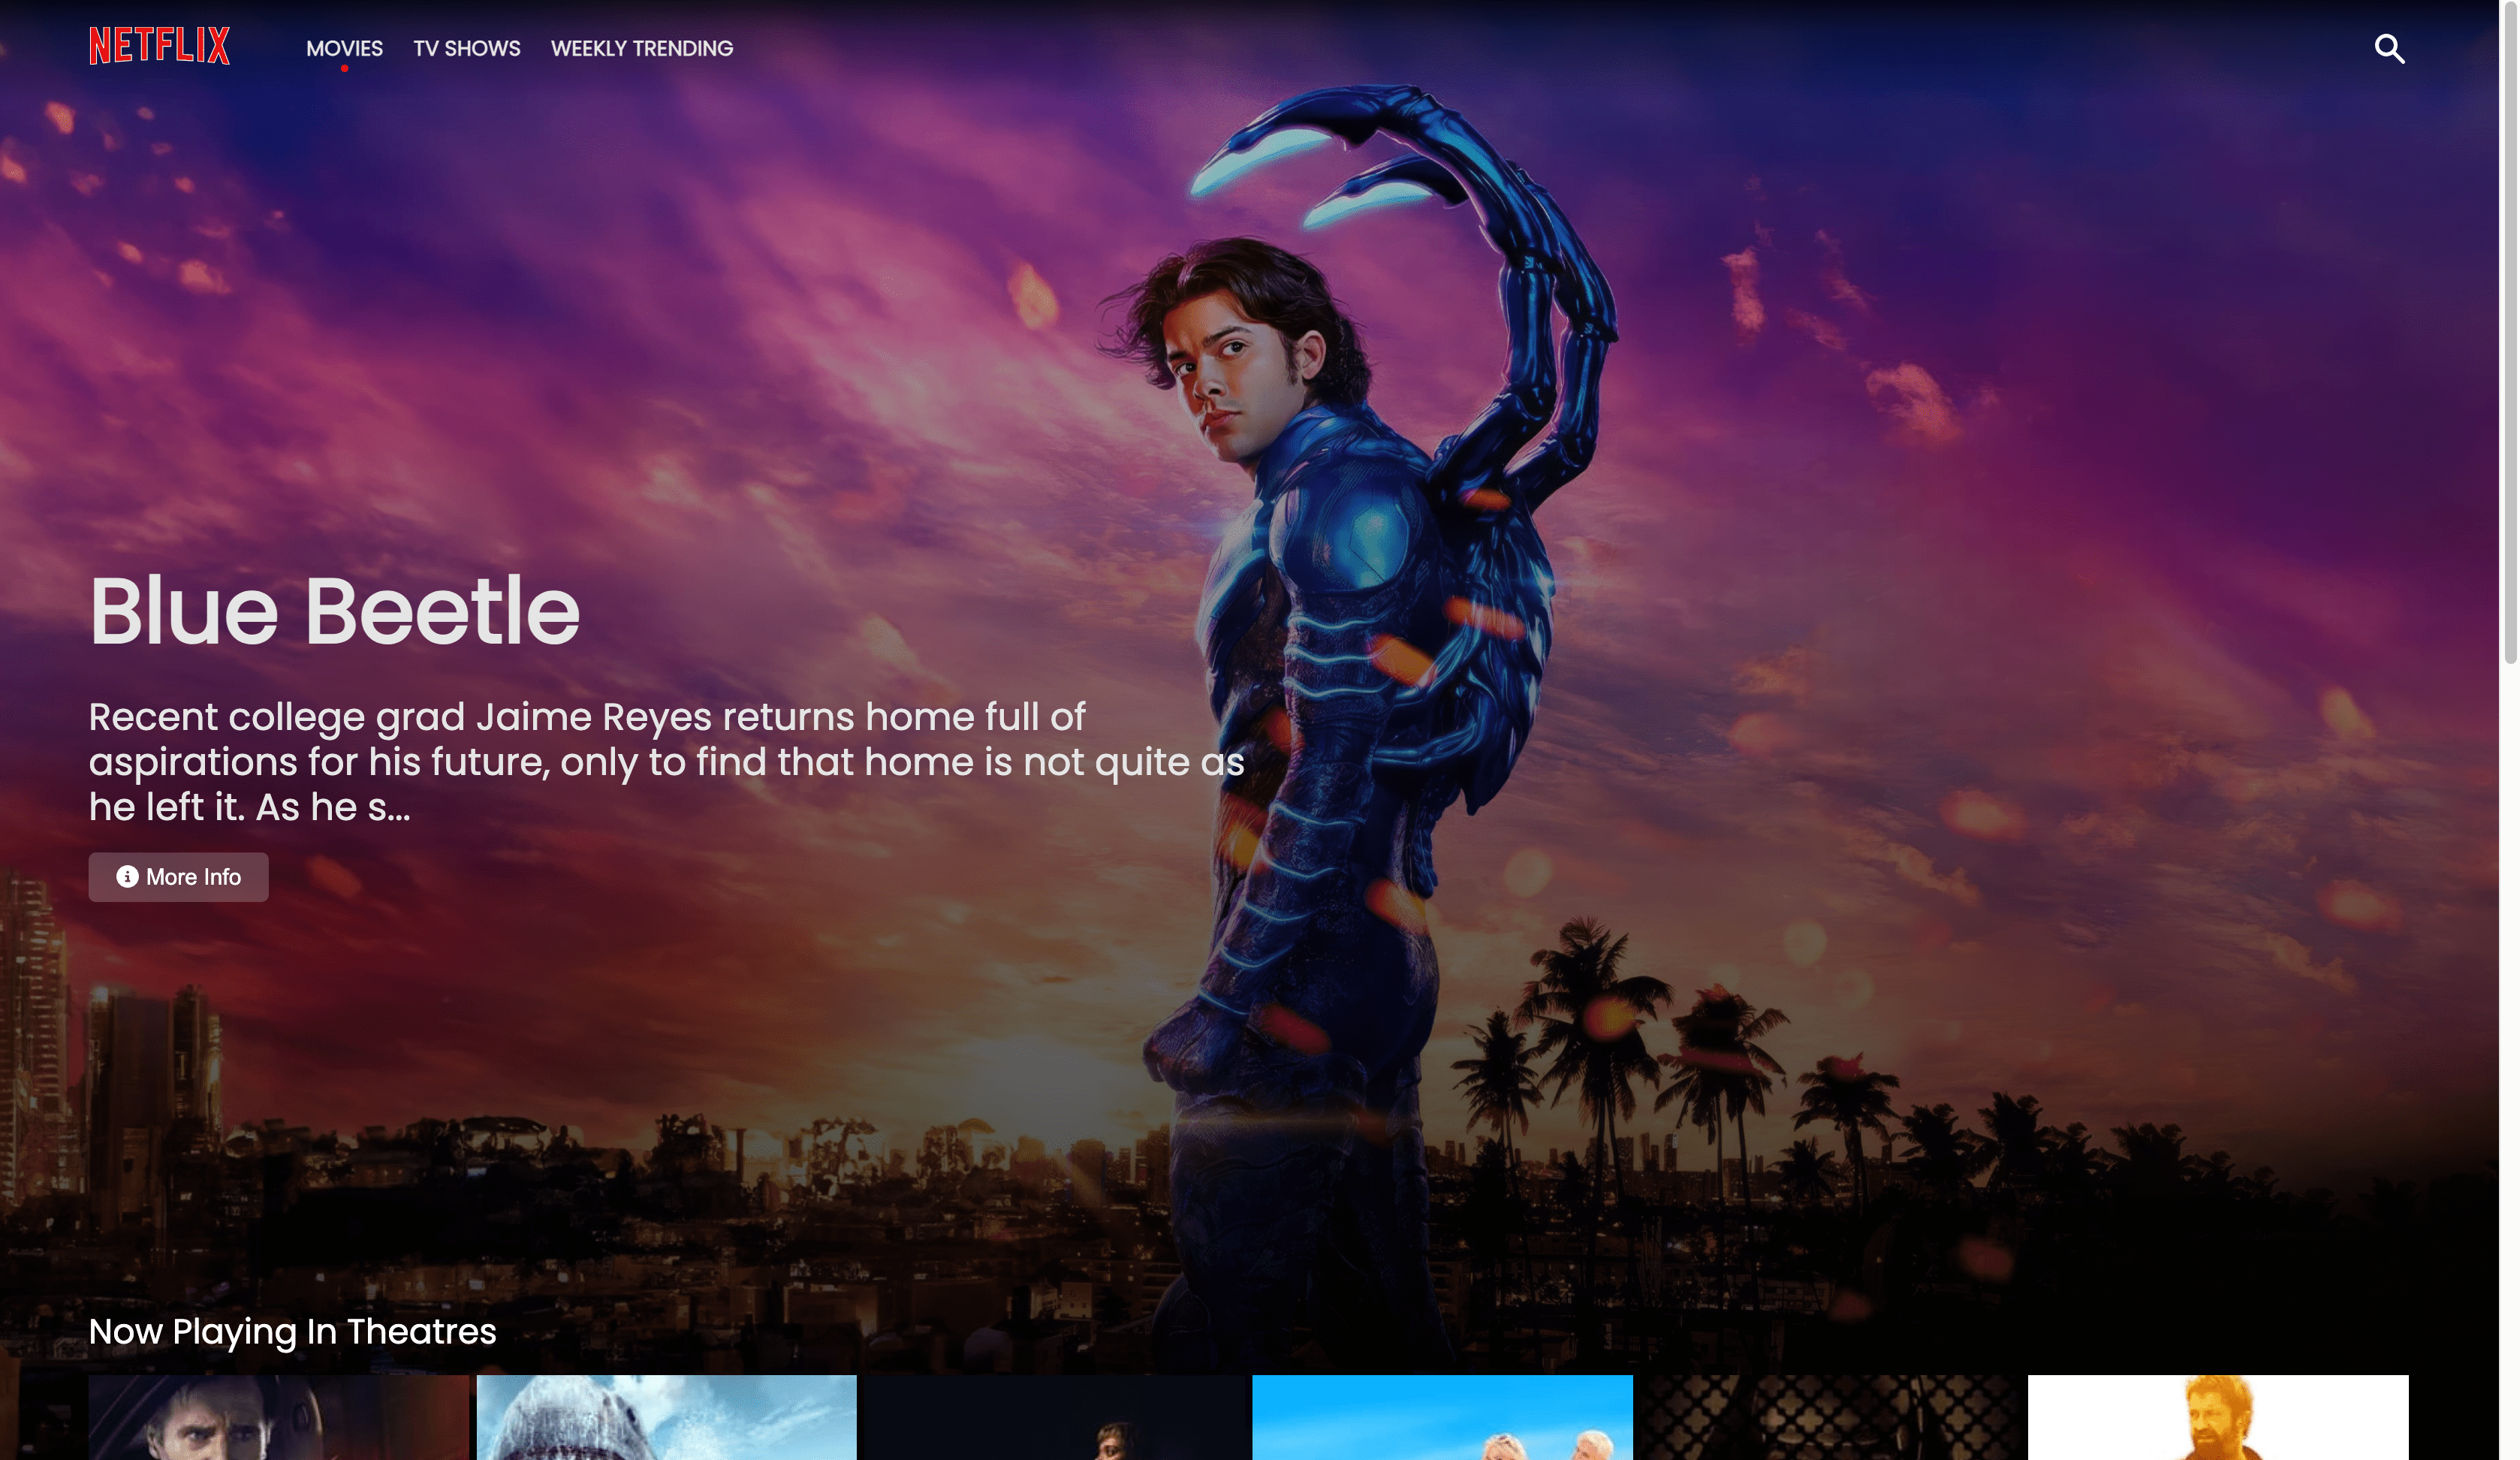 NETFLIX
MOVIES
TV SHOWS
WEEKLY TRENDING
Blue Beetle
Recent college grad Jaime Reyes returns home full of
aspirations for his future, only to find that home is not quite as
he left it. As he s...
More Info
Now Playing In Theatres